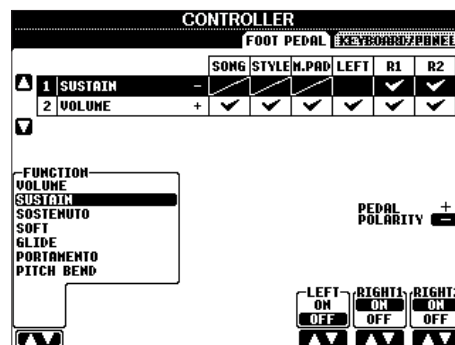 CONTROLLER
FOOT PEDAL KEYBOARD/PANEL
SONG STYLE M.PAD LEFT R1 R2
1 SUSTAIN −
2 VOLUME +
FUNCTION
VOLUME
SUSTAIN
SOSTENUTO
SOFT
GLIDE
PORTAMENTO
PITCH BEND
PEDAL +
POLARITY −
LEFT RIGHT1 RIGHT2
ON ON ON
OFF OFF OFF